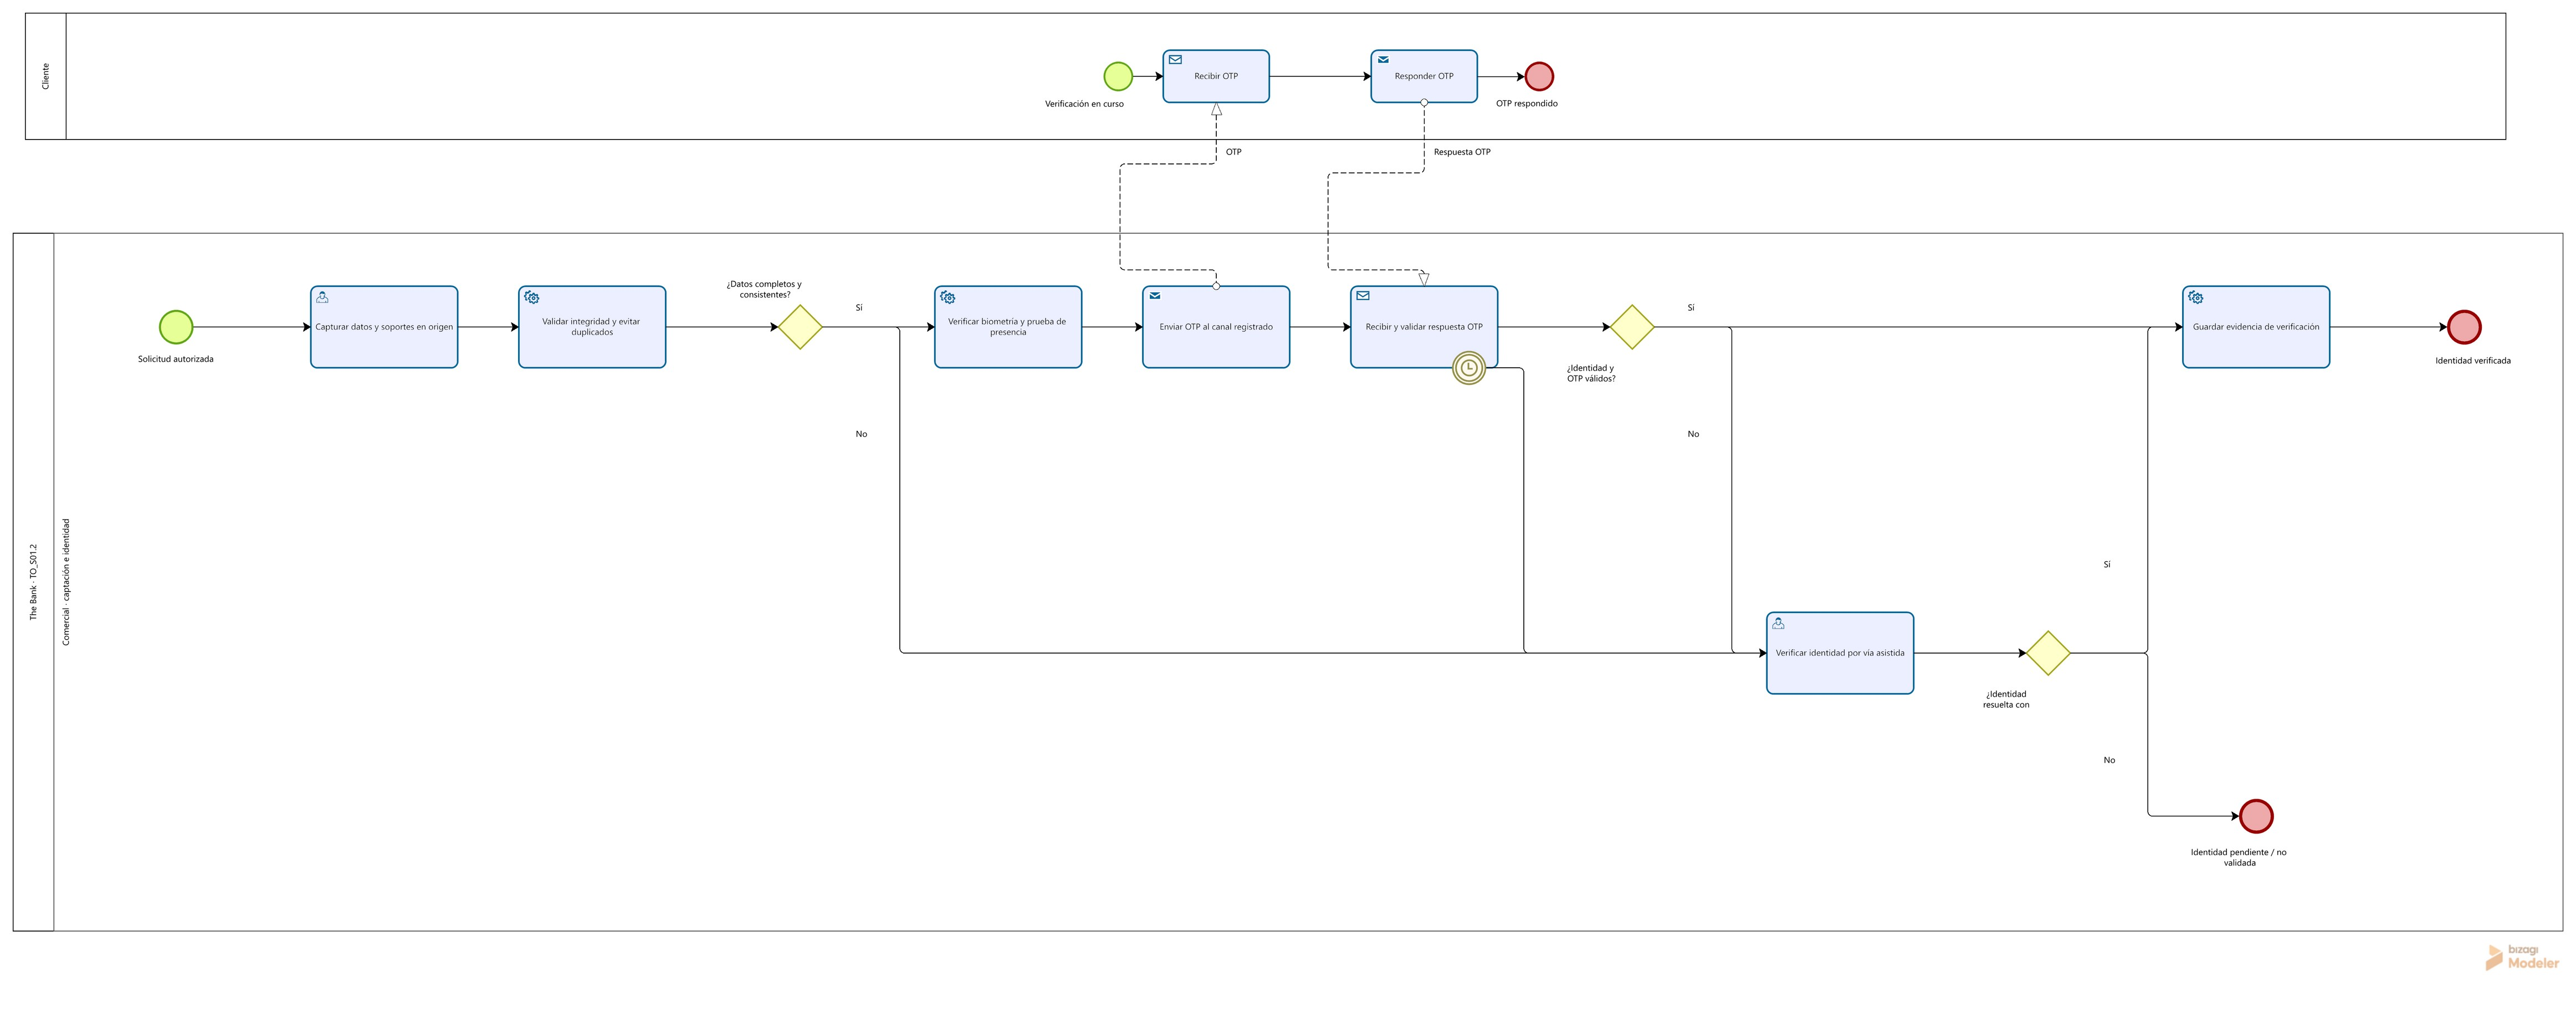 Cliente
Recibir OTP
Responder OTP
Verificación en curso
OTP respondido
OTP
Respuesta OTP
The Bank - TO_S01.2
Comercial - captación e identidad
¿Datos completos y
consistentes?
Solicitud autorizada
Capturar datos y soportes en origen
Validar integridad y evitar
duplicados
Sí
No
Verificar biometría y prueba de
presencia
Enviar OTP al canal registrado
Recibir y validar respuesta OTP
¿Identidad y
OTP válidos?
Sí
No
Guardar evidencia de verificación
Identidad verificada
Verificar identidad por vía asistida
¿Identidad
resuelta con
Sí
No
Identidad pendiente / no
validada
bizagi
Modeler